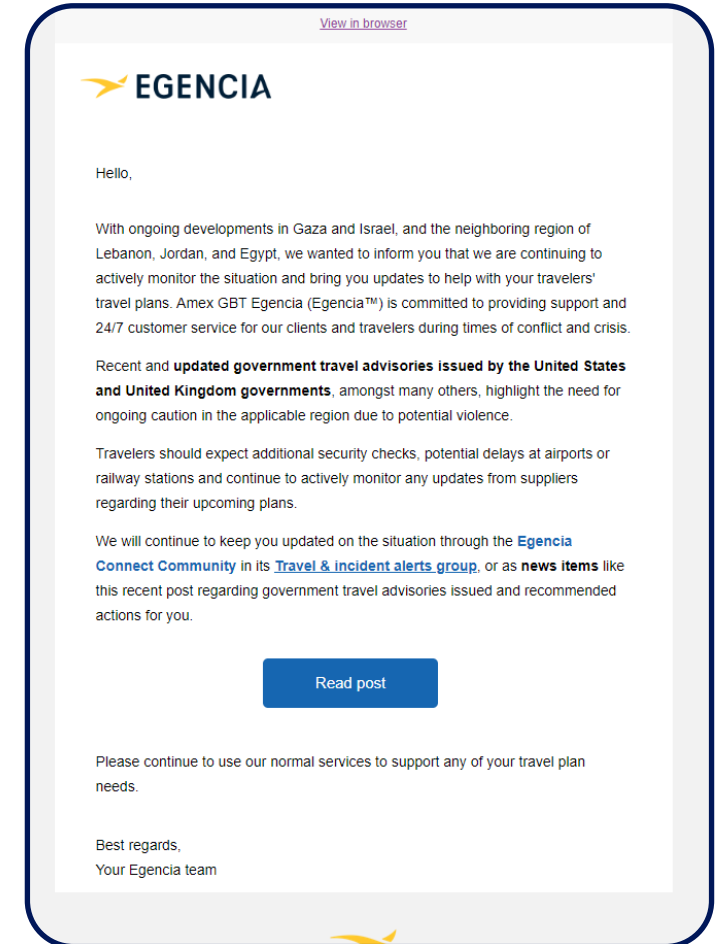 View in browser
EGENCIA
Hello,
With ongoing developments in Gaza and Israel, and the neighboring region of
Lebanon, Jordan, and Egypt, we wanted to inform you that we are continuing to
actively monitor the situation and bring you updates to help with your travelers'
travel plans. Amex GBT Egencia (Egencia™) is committed to providing support and
24/7 customer service for our clients and travelers during times of conflict and crisis.
Recent and updated government travel advisories issued by the United States
and United Kingdom governments, amongst many others, highlight the need for
ongoing caution in the applicable region due to potential violence.
Travelers should expect additional security checks, potential delays at airports or
railway stations and continue to actively monitor any updates from suppliers
regarding their upcoming plans.
We will continue to keep you updated on the situation through the Egencia
Connect Community in its Travel & incident alerts group, or as news items like
this recent post regarding government travel advisories issued and recommended
actions for you.
Read post
Please continue to use our normal services to support any of your travel plan
needs.
Best regards,
Your Egencia team